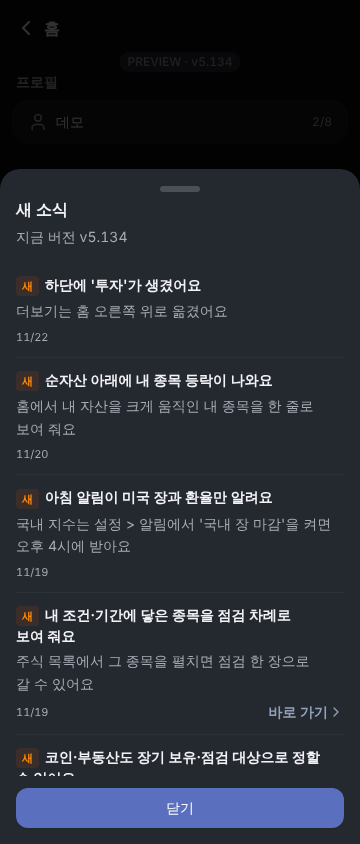 홈
PREVIEW · v5.134
프로필
데모 2/8
새 소식
지금 버전 v5.134
새 하단에 '투자'가 생겼어요
더보기는 홈 오른쪽 위로 옮겼어요
11/22
새 순자산 아래에 내 종목 등락이 나와요
홈에서 내 자산을 크게 움직인 내 종목을 한 줄로
보여 줘요
11/20
새 아침 알림이 미국 장과 환율만 알려요
국내 지수는 설정 > 알림에서 '국내 장 마감'을 켜면
오후 4시에 받아요
11/19
새 내 조건·기간에 닿은 종목을 점검 차례로
보여 줘요
주식 목록에서 그 종목을 펼치면 점검 한 장으로
갈 수 있어요
11/19 바로 가기
새 코인·부동산도 장기 보유·점검 대상으로 정할
수 있어요
닫기